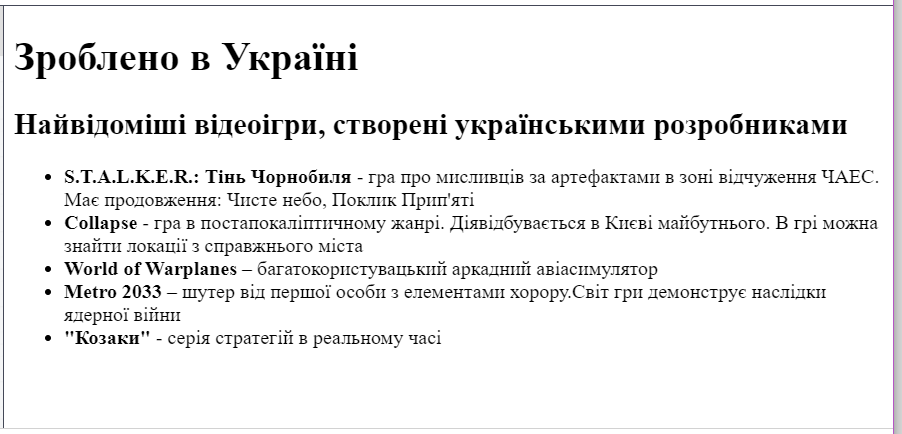 Зроблено в Україні
Найвідоміші відеоігри, створені українськими розробниками
• S.T.A.L.K.E.R.: Тінь Чорнобиля - гра про мисливців за артефактами в зоні відчуження ЧАЕС.
Має продовження: Чисте небо, Поклик Прип'яті
• Collapse - гра в постапокаліптичному жанрі. Діявідбувається в Києві майбутнього. В грі можна
знайти локації з справжнього міста
• World of Warplanes – багатокористувацький аркадний авіасимулятор
• Metro 2033 – шутер від першої особи з елементами хорору.Світ гри демонструє наслідки
ядерної війни
• "Козаки" - серія стратегій в реальному часі